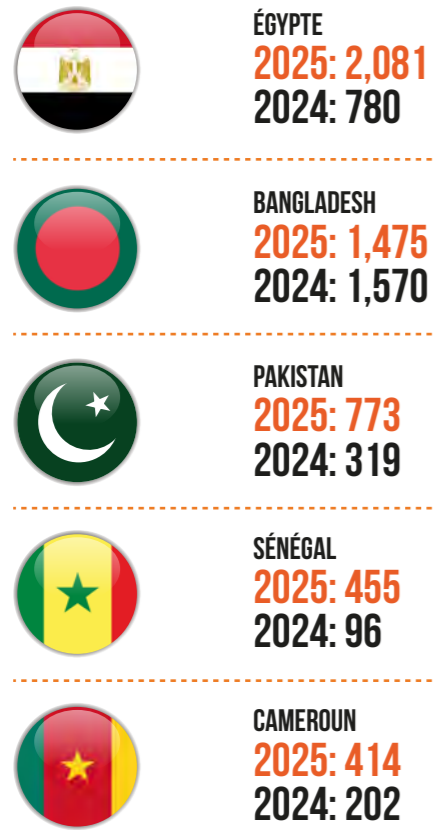 ÉGYPTE
2025: 2,081
2024: 780
BANGLADESH
2025: 1,475
2024: 1,570
PAKISTAN
2025: 773
2024: 319
SÉNÉGAL
2025: 455
2024: 96
CAMEROUN
2025: 414
2024: 202